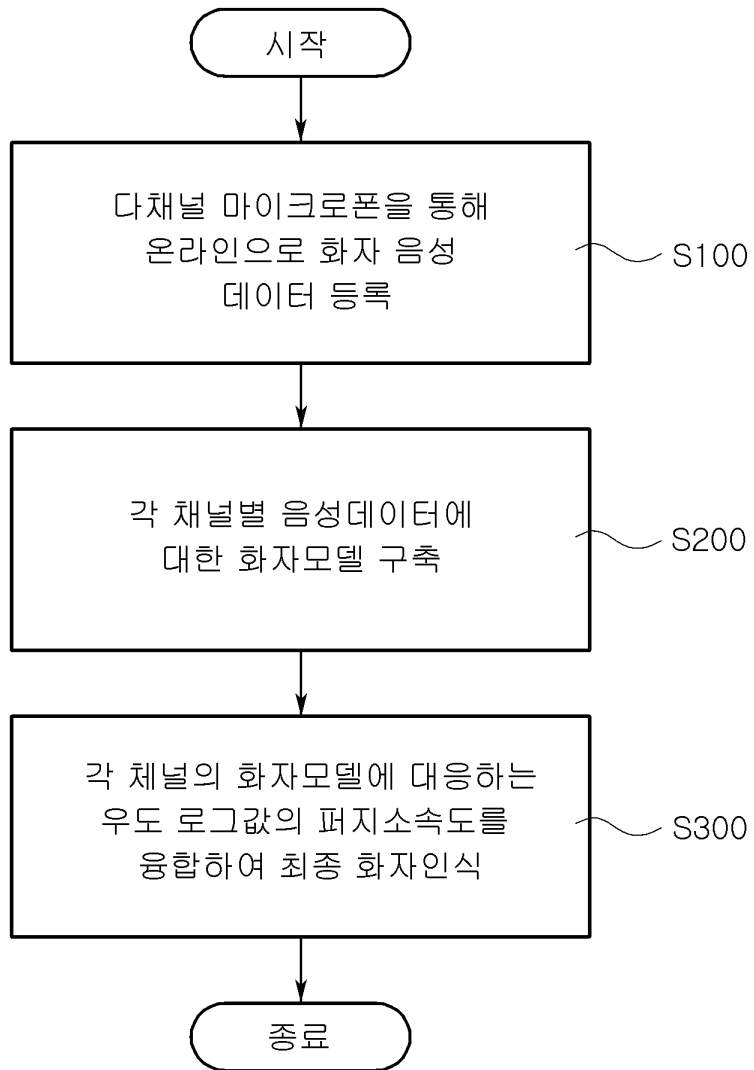 시작
다채널 마이크로폰을 통해
온라인으로 화자 음성
데이터 등록
S100
각 채널별 음성데이터에
대한 화자모델 구축
S200
각 체널의 화자모델에 대응하는
우도 로그값의 퍼지소속도를
융합하여 최종 화자인식
S300
종료